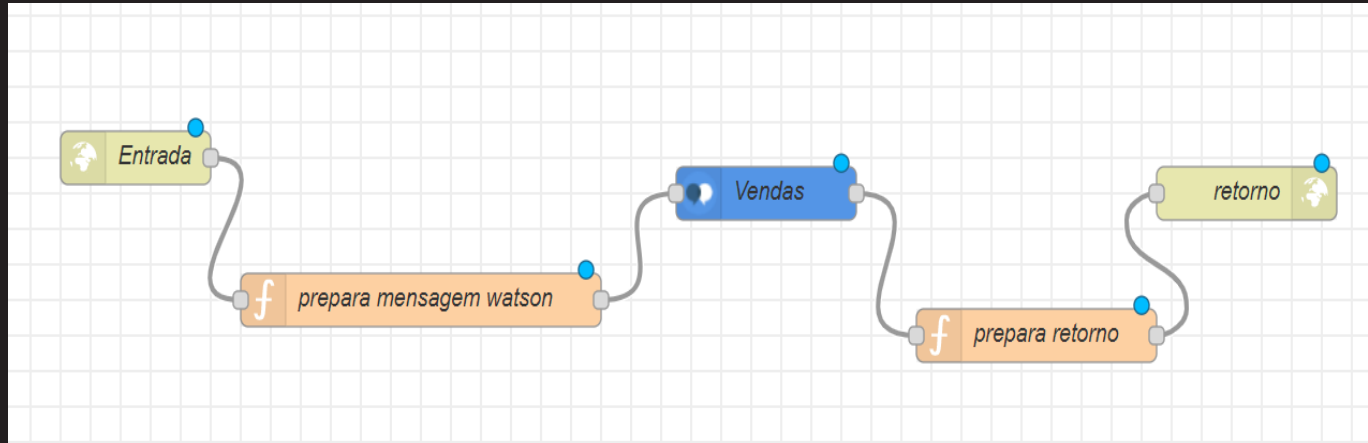 Entrada
prepara mensagem watson
Vendas
prepara retorno
retorno